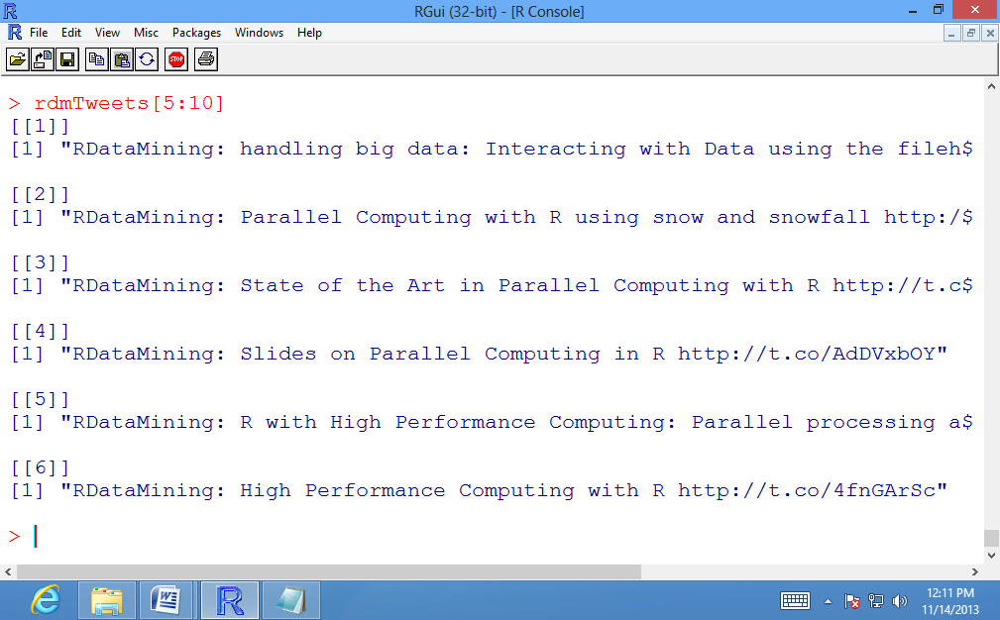 RGui (32-bit) - [R Console]
File Edit View Misc Packages Windows Help
STOP
> rdmTweets[5:10]
[[1]]
[1] "RDataMining: handling big data: Interacting with Data using the fileh$
[[2]]
[1] "RDataMining: Parallel Computing with R using snow and snowfall http:/$
[[3]]
[1] "RDataMining: State of the Art in Parallel Computing with R http://t.c$
[[4]]
[1] "RDataMining: Slides on Parallel Computing in R http://t.co/AdDVxbOY"
[[5]]
[1] "RDataMining: R with High Performance Computing: Parallel processing a$
[[6]]
[1] "RDataMining: High Performance Computing with R http://t.co/4fnGArSc"
>
12:11 PM
11/14/2013